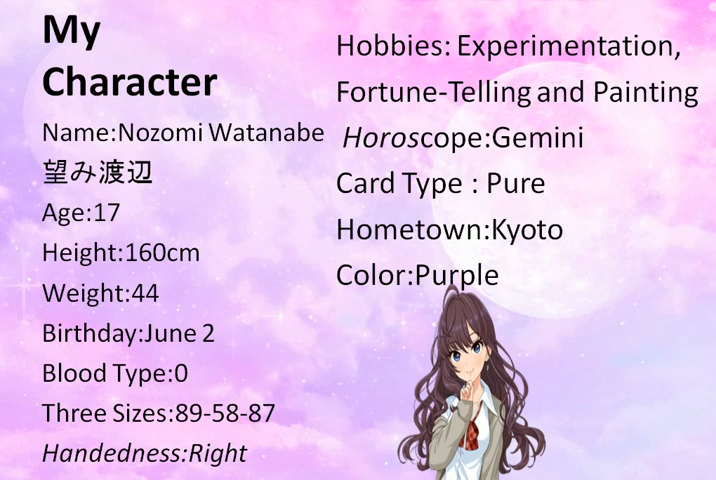 My
Character
Name:Nozomi Watanabe
望み渡辺
Age:17
Height:160cm
Weight:44
Birthday:June 2
Blood Type:0
Three Sizes:89-58-87
Handedness:Right
Hobbies: Experimentation,
Fortune-Telling and Painting
Horoscope:Gemini
Card Type : Pure
Hometown:Kyoto
Color:Purple